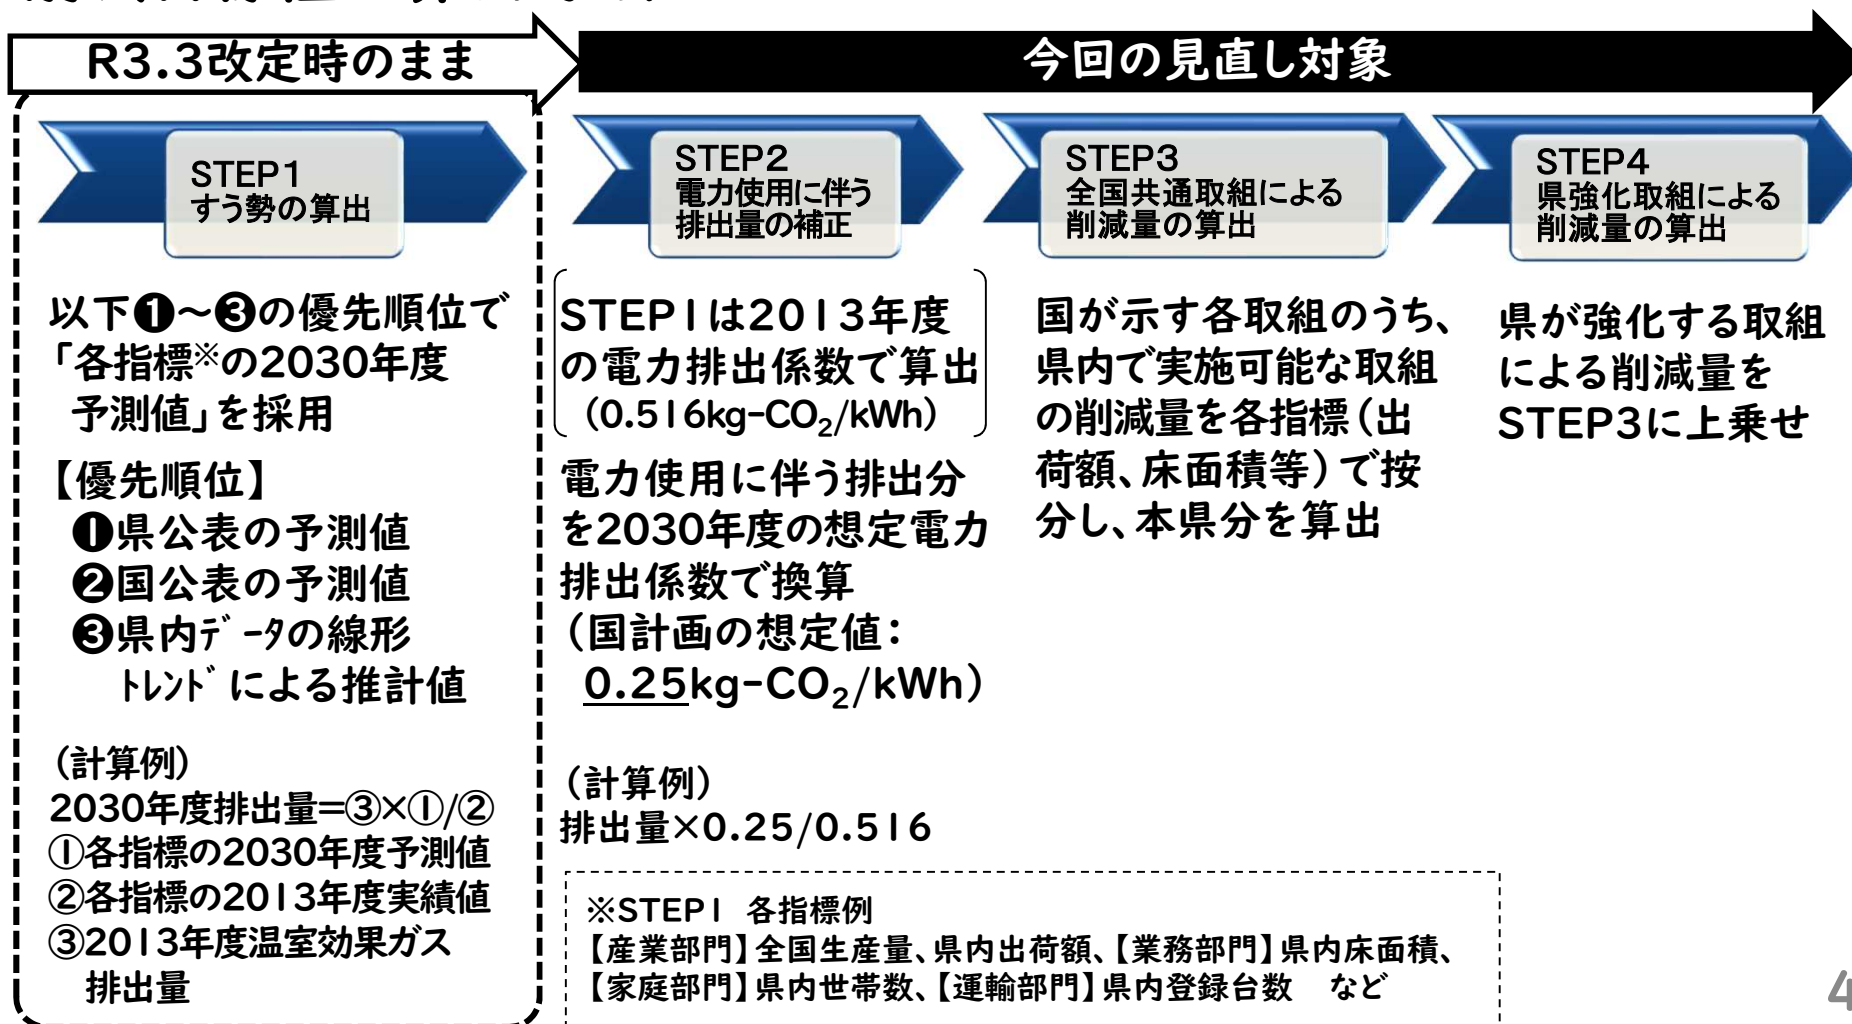 R3.3改定時のまま
今回の見直し対象
STEP1
すう勢の算出
以下❶～❸の優先順位で
「各指標※の2030年度
予測値」を採用
【優先順位】
❶県公表の予測値
❷国公表の予測値
❸県内ﾃﾞｰﾀの線形
ﾄﾚﾝﾄﾞによる推計値
（計算例）
2030年度排出量=③×①/②
①各指標の2030年度予測値
②各指標の2013年度実績値
③2013年度温室効果ガス
排出量
STEP2
電力使用に伴う
排出量の補正
STEP1は2013年度
の電力排出係数で算出
（0.516kg-CO₂/kWh）
電力使用に伴う排出分
を2030年度の想定電力
排出係数で換算
（国計画の想定値：
0.25kg-CO₂/kWh）
（計算例）
排出量×0.25/0.516
STEP3
全国共通取組による
削減量の算出
国が示す各取組のうち、
県内で実施可能な取組
の削減量を各指標（出
荷額、床面積等）で按
分し、本県分を算出
STEP4
県強化取組による
削減量の算出
県が強化する取組
による削減量を
STEP3に上乗せ
※STEP1 各指標例
【産業部門】全国生産量、県内出荷額、【業務部門】県内床面積、
【家庭部門】県内世帯数、【運輸部門】県内登録台数　など
4